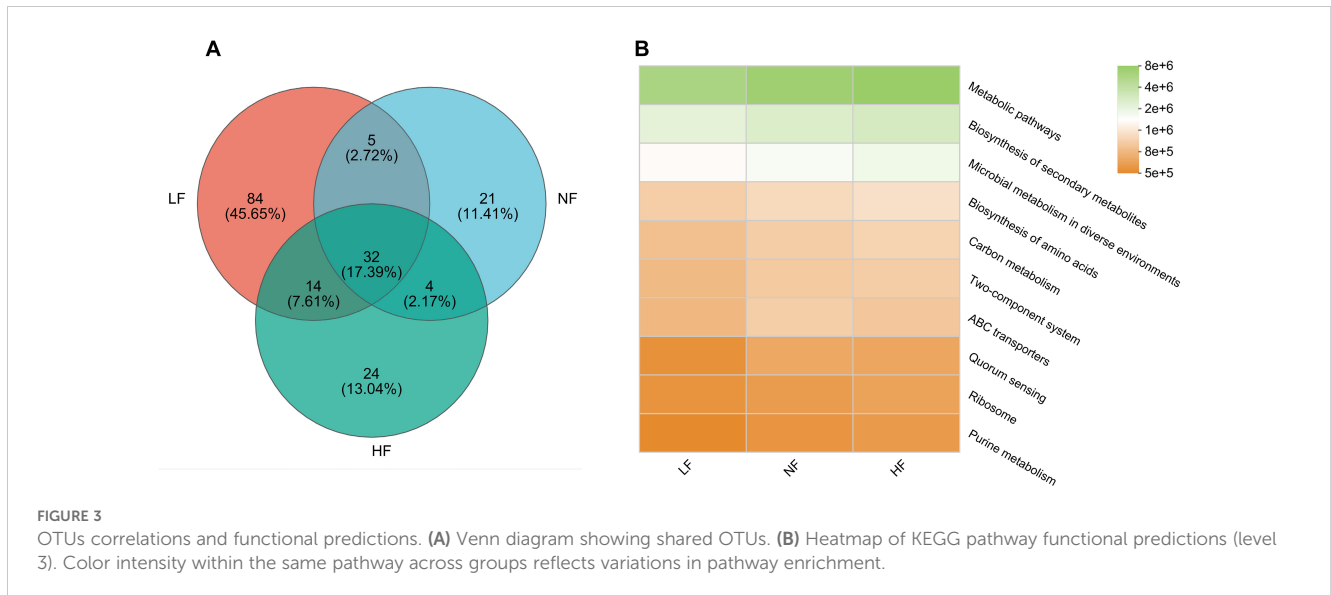 A
B
LF
NF
HF
5
(2.72%)
84
(45.65%)
21
(11.41%)
32
(17.39%)
14
(7.61%)
4
(2.17%)
24
(13.04%)
Metabolic pathways
Biosynthesis of secondary metabolites
Microbial metabolism in diverse environments
Biosynthesis of amino acids
Carbon metabolism
Two-component system
ABC transporters
Quorum sensing
Ribosome
Purine metabolism
LF
NF
HF
8e+6
4e+6
2e+6
1e+6
8e+5
5e+5
FIGURE 3
OTUs correlations and functional predictions. (A) Venn diagram showing shared OTUs. (B) Heatmap of KEGG pathway functional predictions (level
3). Color intensity within the same pathway across groups reflects variations in pathway enrichment.